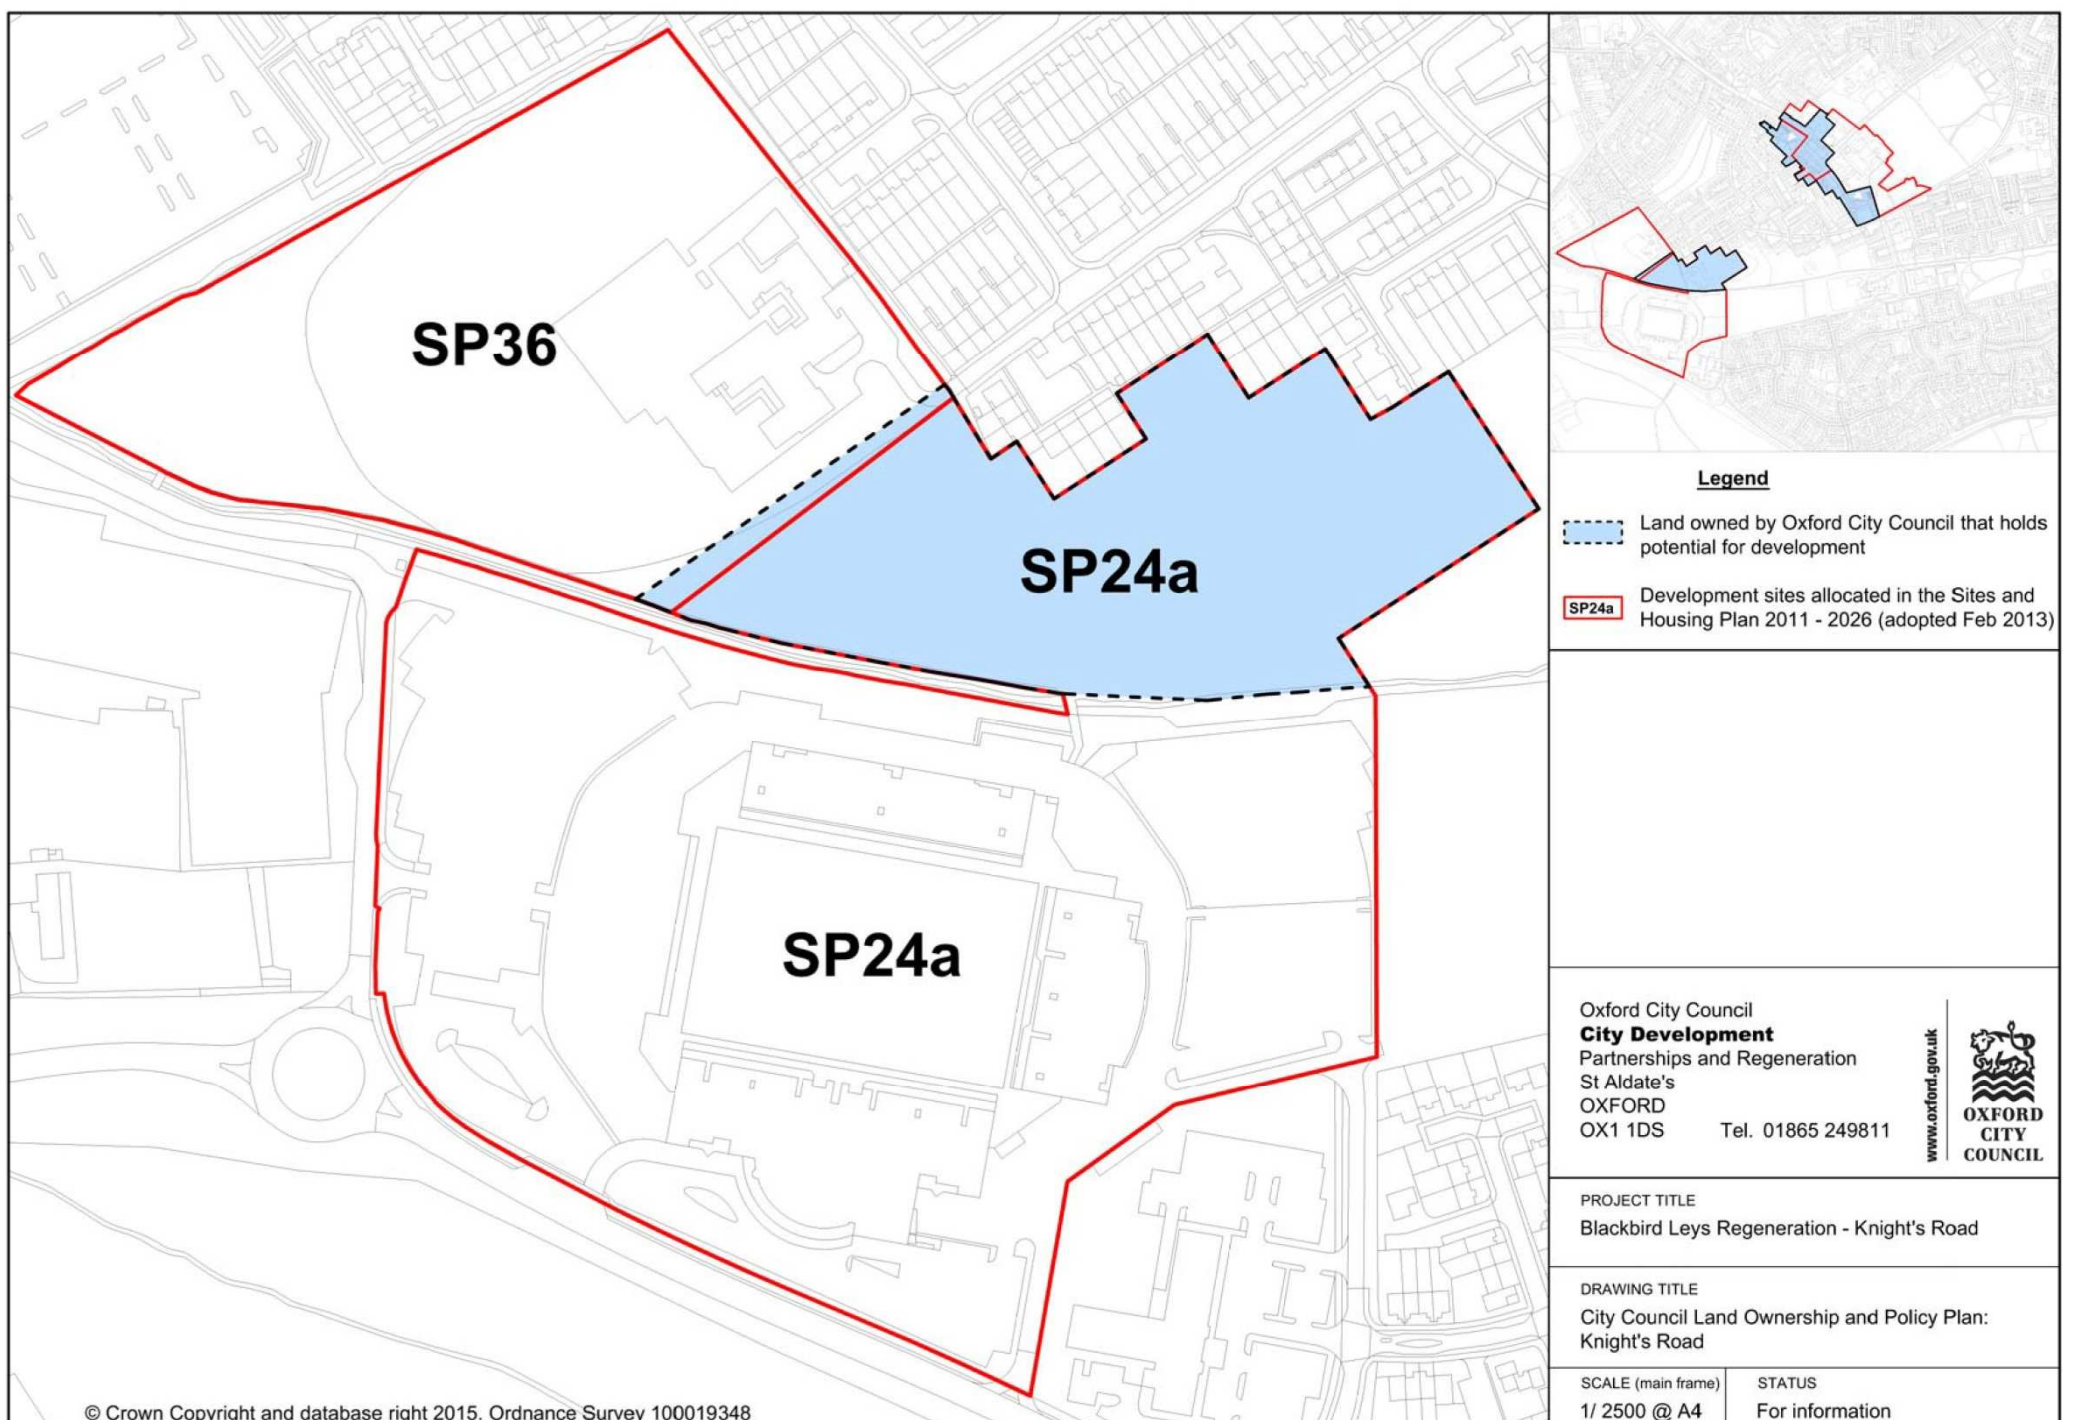 SP36
SP24a
SP24a
© Crown Copyright and database right 2015. Ordnance Survey 100019348
Legend
Land owned by Oxford City Council that holds
potential for development
SP24a
Development sites allocated in the Sites and
Housing Plan 2011 - 2026 (adopted Feb 2013)
Oxford City Council
City Development
Partnerships and Regeneration
St Aldate's
OXFORD
OX1 1DS Tel. 01865 249811
www.oxford.gov.uk
OXFORD
CITY
COUNCIL
PROJECT TITLE
Blackbird Leys Regeneration - Knight's Road
DRAWING TITLE
City Council Land Ownership and Policy Plan:
Knight's Road
SCALE (main frame)
1/ 2500 @ A4
STATUS
For information